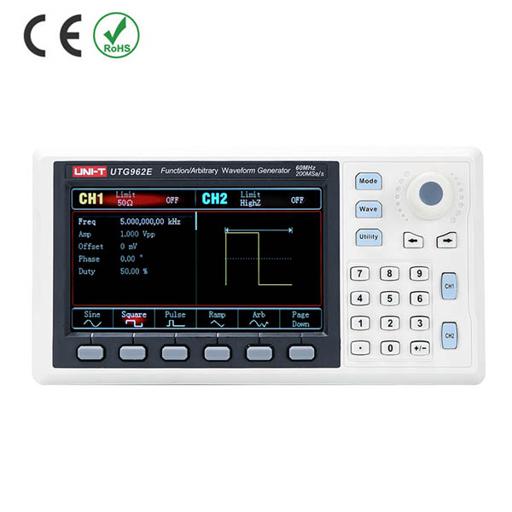 CE
RoHS
UNI-T UTG962E Function/Arbitrary Waveform Generator 60MHz 200MSa/s
CH1 Limit 50Ω OFF CH2 Limit HighZ OFF
Freq 5.000,000,00 kHz
Amp 1.000 Vpp
Offset 0 mV
Phase 0.00 °
Duty 50.00 %
Sine Square Pulse Ramp Arb Page Down
Mode
Wave
Utility
7 8 9
4 5 6
1 2 3
. 0 +/-
CH1
CH2